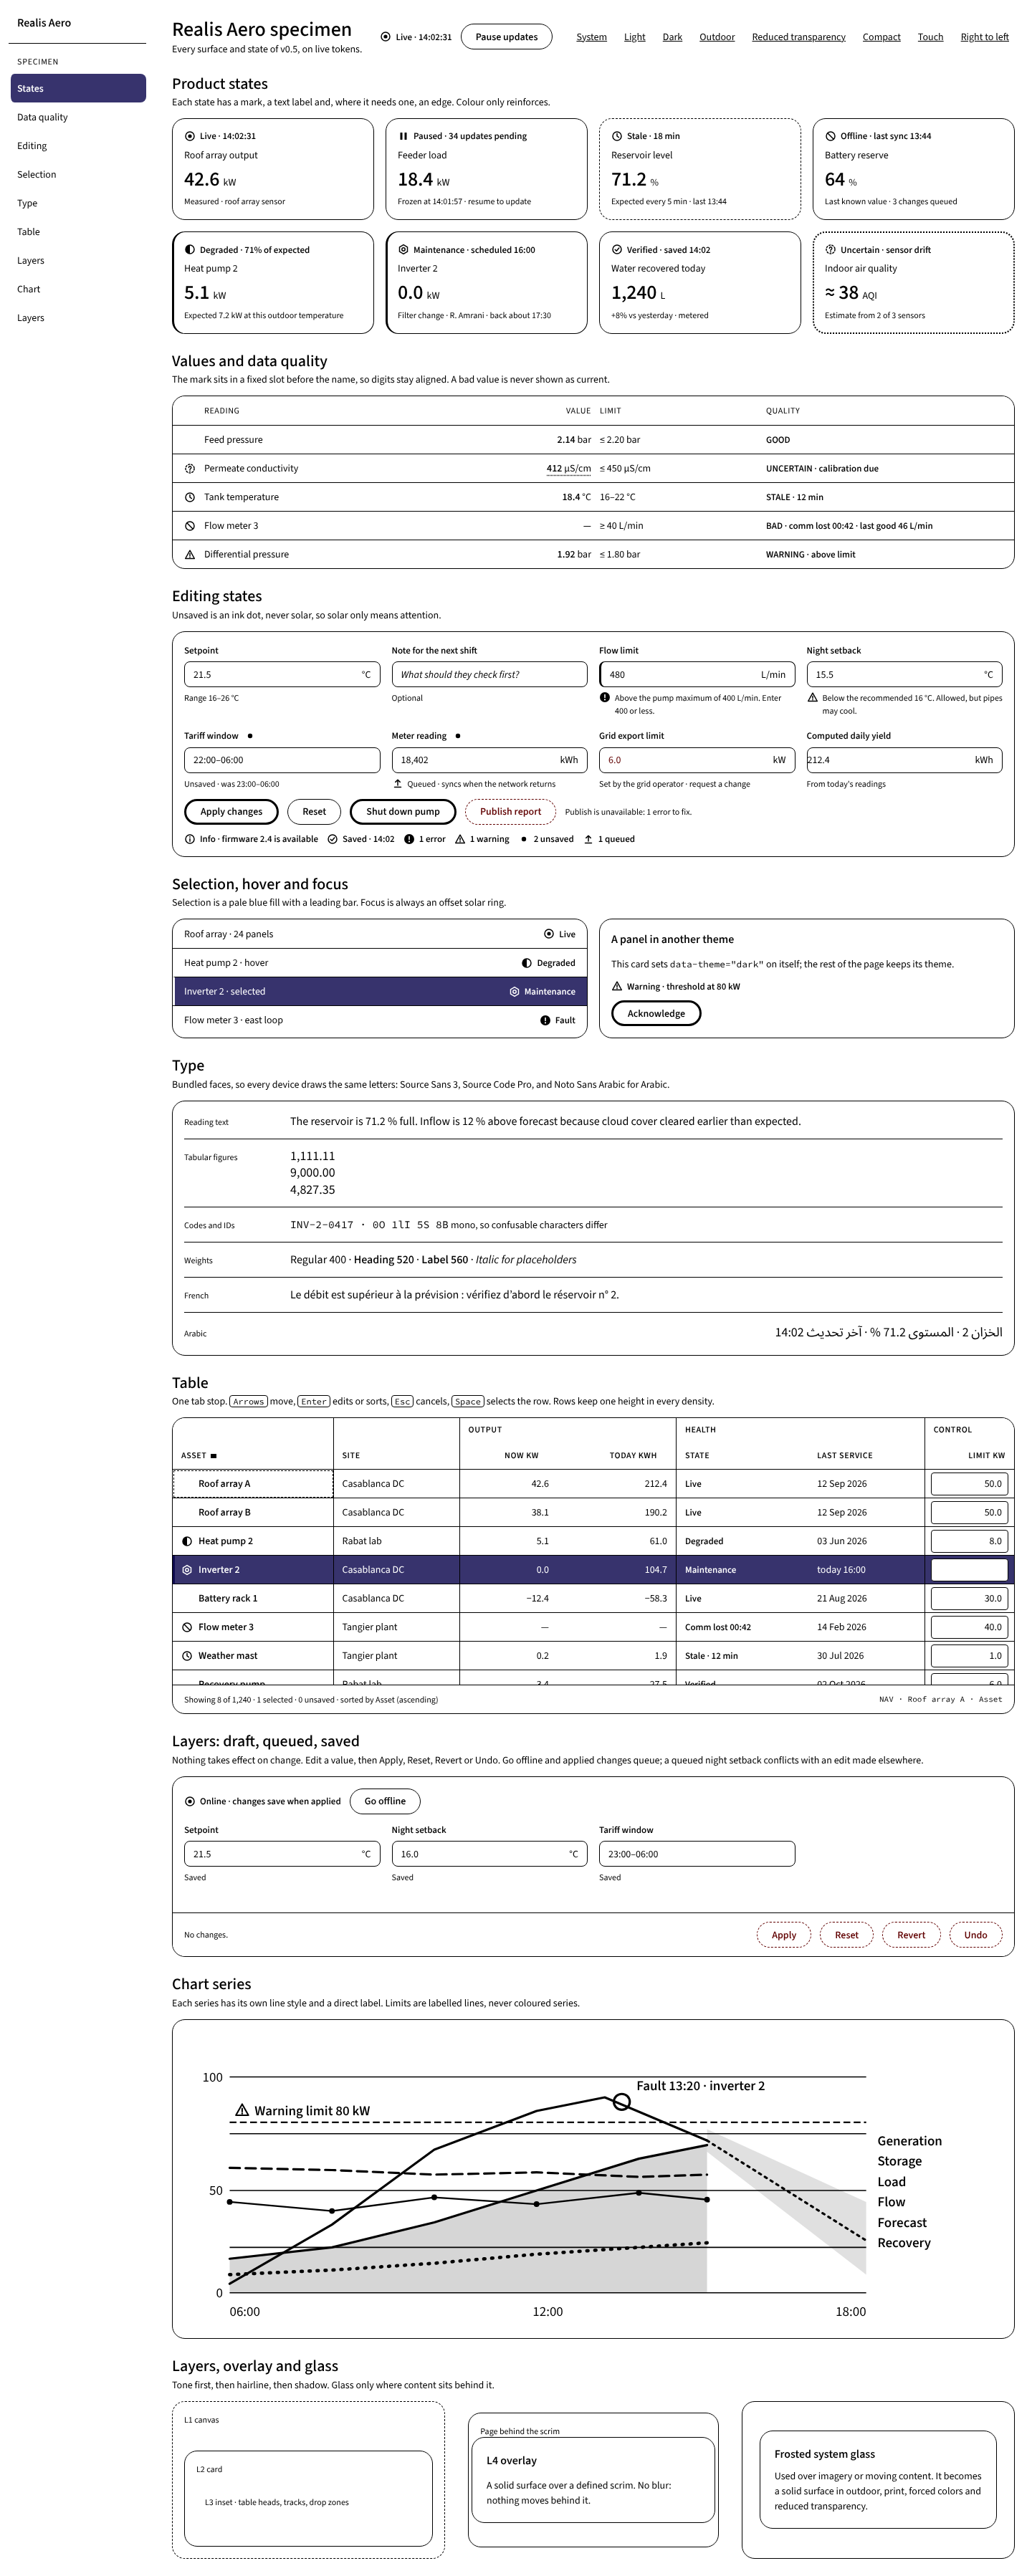 Realis Aero
SPECIMEN
States
Data quality
Editing
Selection
Type
Table
Layers
Chart
Layers
Realis Aero specimen
Every surface and state of v0.5, on live tokens.
Live · 14:02:31
Pause updates
System Light Dark Outdoor Reduced transparency Compact Touch Right to left
Product states
Each state has a mark, a text label and, where it needs one, an edge. Colour only reinforces.
Live · 14:02:31
Roof array output
42.6 kW
Measured · roof array sensor
Paused · 34 updates pending
Feeder load
18.4 kW
Frozen at 14:01:57 · resume to update
Stale · 18 min
Reservoir level
71.2 %
Expected every 5 min · last 13:44
Offline · last sync 13:44
Battery reserve
64 %
Last known value · 3 changes queued
Degraded · 71% of expected
Heat pump 2
5.1 kW
Expected 7.2 kW at this outdoor temperature
Maintenance · scheduled 16:00
Inverter 2
0.0 kW
Filter change · R. Amrani · back about 17:30
Verified · saved 14:02
Water recovered today
1,240 L
+8% vs yesterday · metered
Uncertain · sensor drift
Indoor air quality
≈ 38 AQI
Estimate from 2 of 3 sensors
Values and data quality
The mark sits in a fixed slot before the name, so digits stay aligned. A bad value is never shown as current.
READING VALUE LIMIT QUALITY
Feed pressure 2.14 bar ≤ 2.20 bar GOOD
Permeate conductivity 412 µS/cm ≤ 450 µS/cm UNCERTAIN · calibration due
Tank temperature 18.4 °C 16–22 °C STALE · 12 min
Flow meter 3 — ≥ 40 L/min BAD · comm lost 00:42 · last good 46 L/min
Differential pressure 1.92 bar ≤ 1.80 bar WARNING · above limit
Editing states
Unsaved is an ink dot, never solar, so solar only means attention.
Setpoint
21.5 °C
Range 16–26 °C
Note for the next shift
What should they check first?
Optional
Flow limit
480 L/min
Above the pump maximum of 400 L/min. Enter
400 or less.
Night setback
15.5 °C
Below the recommended 16 °C. Allowed, but pipes
may cool.
Tariff window
22:00–06:00
Unsaved · was 23:00–06:00
Meter reading
18,402 kWh
Queued · syncs when the network returns
Grid export limit
6.0 kW
Set by the grid operator · request a change
Computed daily yield
212.4 kWh
From today's readings
Apply changes Reset Shut down pump Publish report Publish is unavailable: 1 error to fix.
Info · firmware 2.4 is available Saved · 14:02 1 error 1 warning 2 unsaved 1 queued
Selection, hover and focus
Selection is a pale blue fill with a leading bar. Focus is always an offset solar ring.
Roof array · 24 panels Live
Heat pump 2 · hover Degraded
Inverter 2 · selected Maintenance
Flow meter 3 · east loop Fault
A panel in another theme
This card sets data-theme="dark" on itself; the rest of the page keeps its theme.
Warning · threshold at 80 kW
Acknowledge
Type
Bundled faces, so every device draws the same letters: Source Sans 3, Source Code Pro, and Noto Sans Arabic for Arabic.
Reading text The reservoir is 71.2 % full. Inflow is 12 % above forecast because cloud cover cleared earlier than expected.
Tabular figures 1,111.11
9,000.00
4,827.35
Codes and IDs INV-2-0417 · 0O 1lI 5S 8B mono, so confusable characters differ
Weights Regular 400 · Heading 520 · Label 560 · Italic for placeholders
French Le débit est supérieur à la prévision : vérifiez d'abord le réservoir n° 2.
Arabic الخزان 2 · المستوى 71.2 % · آخر تحديث 14:02
Table
One tab stop. Arrows move, Enter edits or sorts, Esc cancels, Space selects the row. Rows keep one height in every density.
OUTPUT HEALTH CONTROL
ASSET SITE NOW KW TODAY KWH STATE LAST SERVICE LIMIT KW
Roof array A Casablanca DC 42.6 212.4 Live 12 Sep 2026 50.0
Roof array B Casablanca DC 38.1 190.2 Live 12 Sep 2026 50.0
Heat pump 2 Rabat lab 5.1 61.0 Degraded 03 Jun 2026 8.0
Inverter 2 Casablanca DC 0.0 104.7 Maintenance today 16:00
Battery rack 1 Casablanca DC −12.4 −58.3 Live 21 Aug 2026 30.0
Flow meter 3 Tangier plant — — Comm lost 00:42 14 Feb 2026 40.0
Weather mast Tangier plant 0.2 1.9 Stale · 12 min 30 Jul 2026 1.0
Recovery pump Rabat lab 3.4 27.5 Verified 02 Oct 2026 6.0
Showing 8 of 1,240 · 1 selected · 0 unsaved · sorted by Asset (ascending) NAV · Roof array A · Asset
Layers: draft, queued, saved
Nothing takes effect on change. Edit a value, then Apply, Reset, Revert or Undo. Go offline and applied changes queue; a queued night setback conflicts with an edit made elsewhere.
Online · changes save when applied Go offline
Setpoint
21.5 °C
Saved
Night setback
16.0 °C
Saved
Tariff window
23:00–06:00
Saved
No changes. Apply Reset Revert Undo
Chart series
Each series has its own line style and a direct label. Limits are labelled lines, never coloured series.
100
50
0
Warning limit 80 kW
Fault 13:20 · inverter 2
Generation
Storage
Load
Flow
Forecast
Recovery
06:00 12:00 18:00
Layers, overlay and glass
Tone first, then hairline, then shadow. Glass only where content sits behind it.
L1 canvas
L2 card
L3 inset · table heads, tracks, drop zones
Page behind the scrim
L4 overlay
A solid surface over a defined scrim. No blur:
nothing moves behind it.
Frosted system glass
Used over imagery or moving content. It becomes
a solid surface in outdoor, print, forced colors and
reduced transparency.